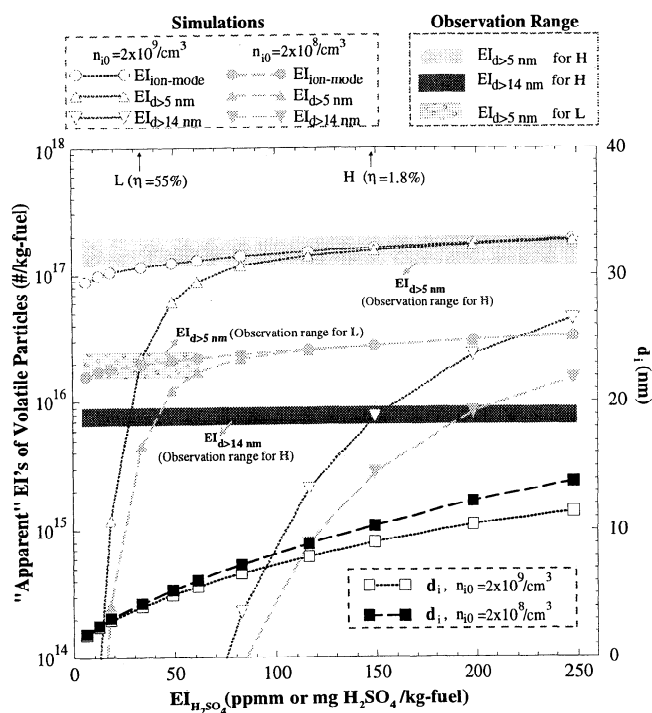 Simulations
Observation Range
n_i0=2x10^9/cm^3
n_i0=2x10^8/cm^3
EI_ion-mode
EI_ion-mode
EI_d>5 nm
EI_d>5 nm
EI_d>14 nm
EI_d>14 nm
EI_d>5 nm for H
EI_d>14 nm for H
EI_d>5 nm for L
L (η=55%)
H (η=1.8%)
10^18
10^17
10^16
10^15
10^14
"Apparent" EI's of Volatile Particles (#/kg-fuel)
EI_d>5 nm
(Observation range for H)
EI_d>5 nm (Observation range for L)
EI_d>14 nm
(Observation range for H)
d_i, n_i0=2x10^9/cm^3
d_i, n_i0=2x10^8/cm^3
40
30
20
10
0
d_i (nm)
0 50 100 150 200 250
EI_H_2SO_4 (ppmm or mg H_2SO_4 /kg-fuel)